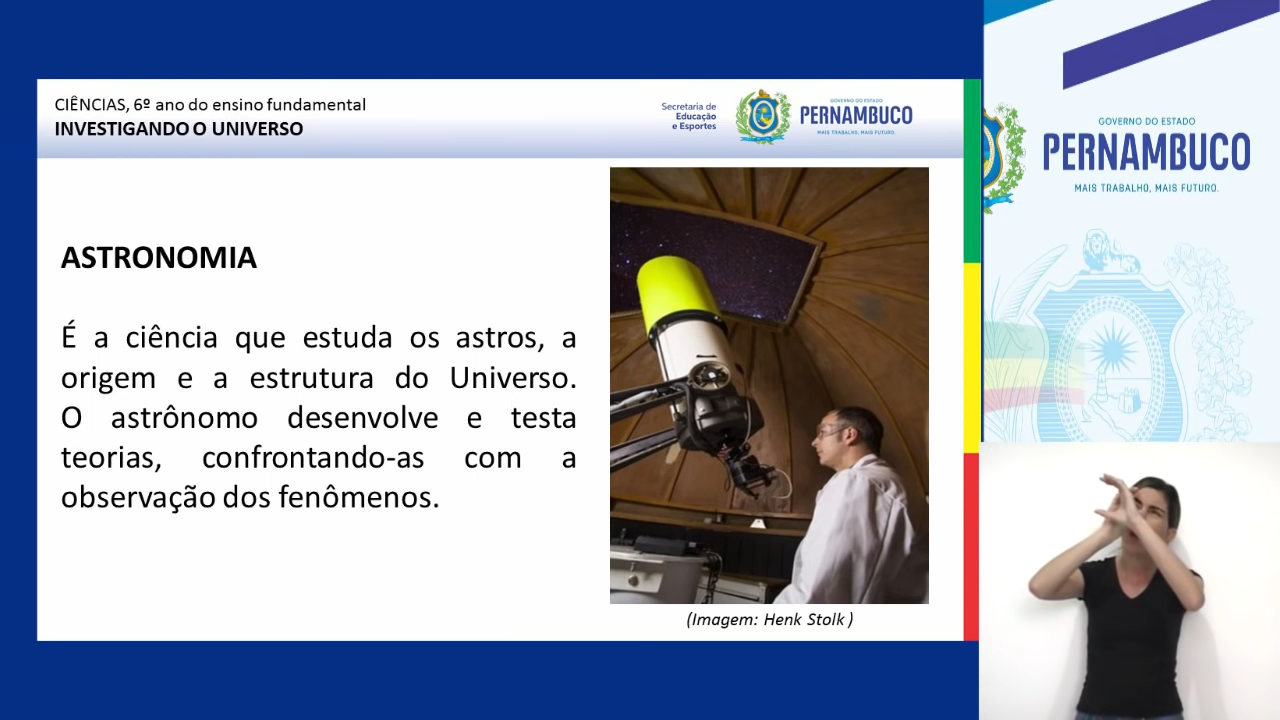 CIÊNCIAS, 6º ano do ensino fundamental
INVESTIGANDO O UNIVERSO
Secretaria de
Educação
e Esportes
GOVERNO DO ESTADO
PERNAMBUCO
MAIS TRABALHO, MAIS FUTURO.
ASTRONOMIA
É a ciência que estuda os astros, a
origem e a estrutura do Universo.
O astrônomo desenvolve e testa
teorias, confrontando-as com a
observação dos fenômenos.
(Imagem: Henk Stolk )
GOVERNO DO ESTADO
PERNAMBUCO
MAIS TRABALHO, MAIS FUTURO.